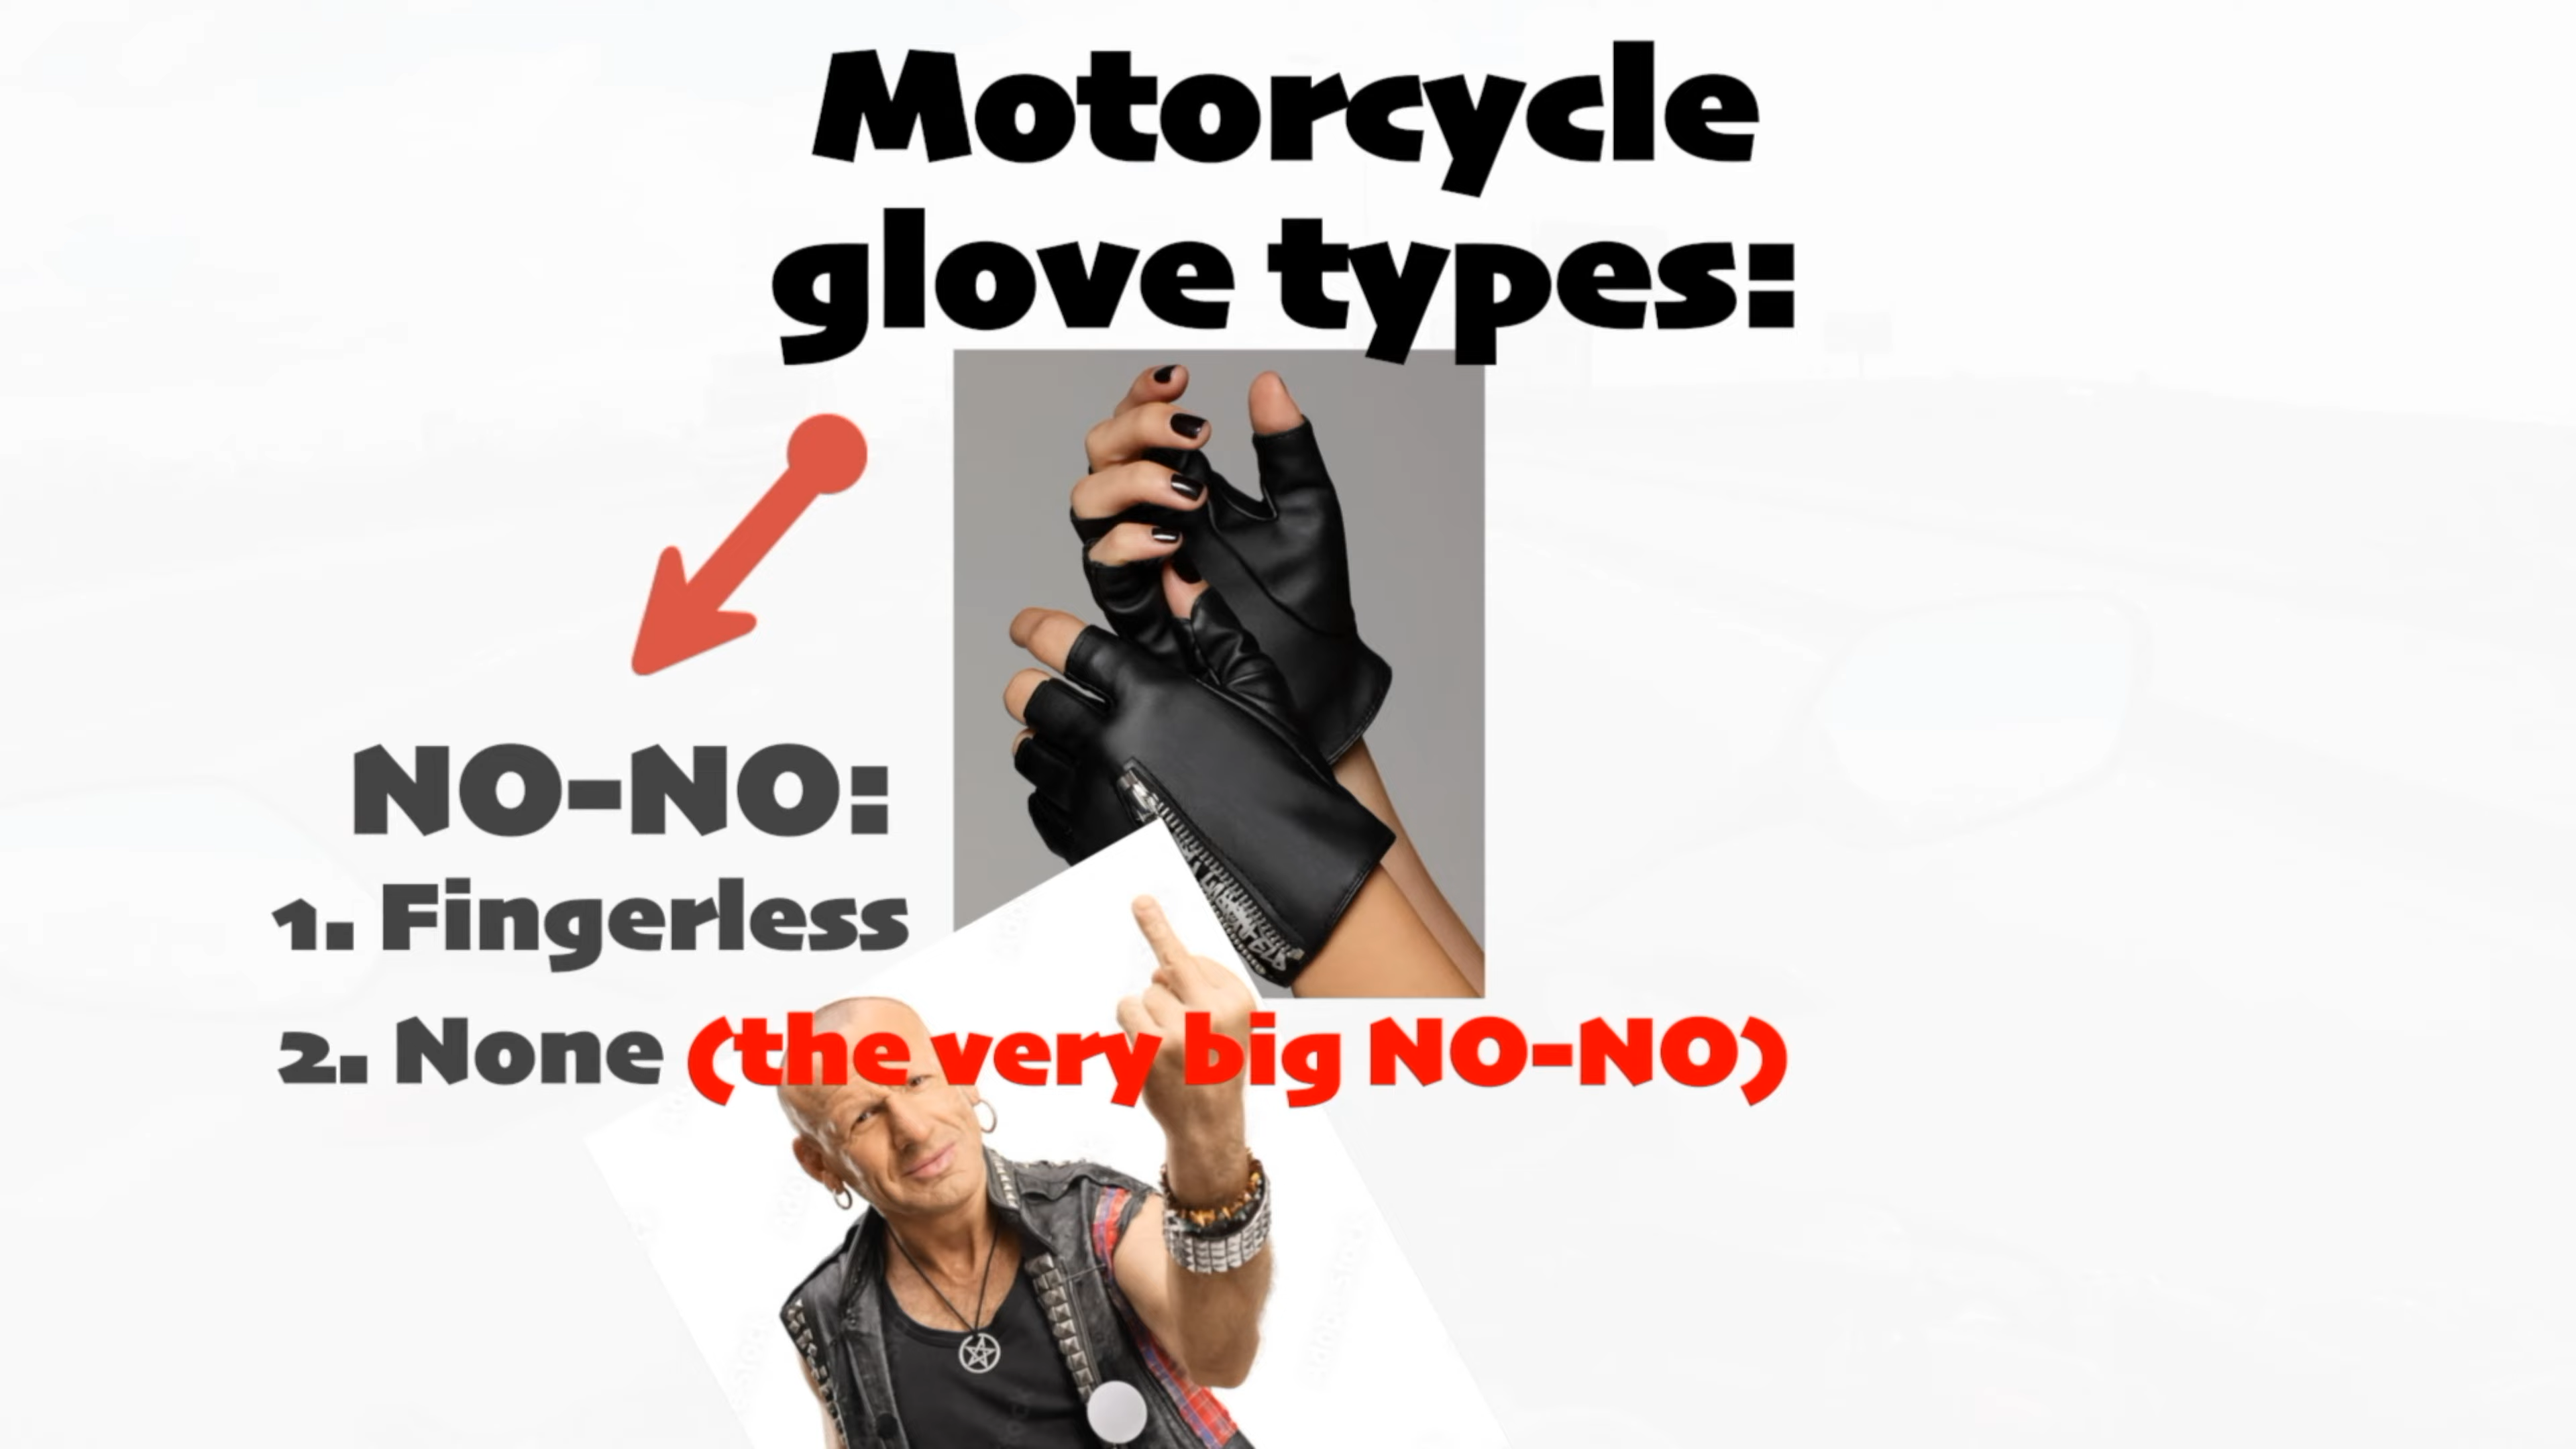 Motorcycle
glove types:
NO-NO:
1. Fingerless
2. None (the very big NO-NO)